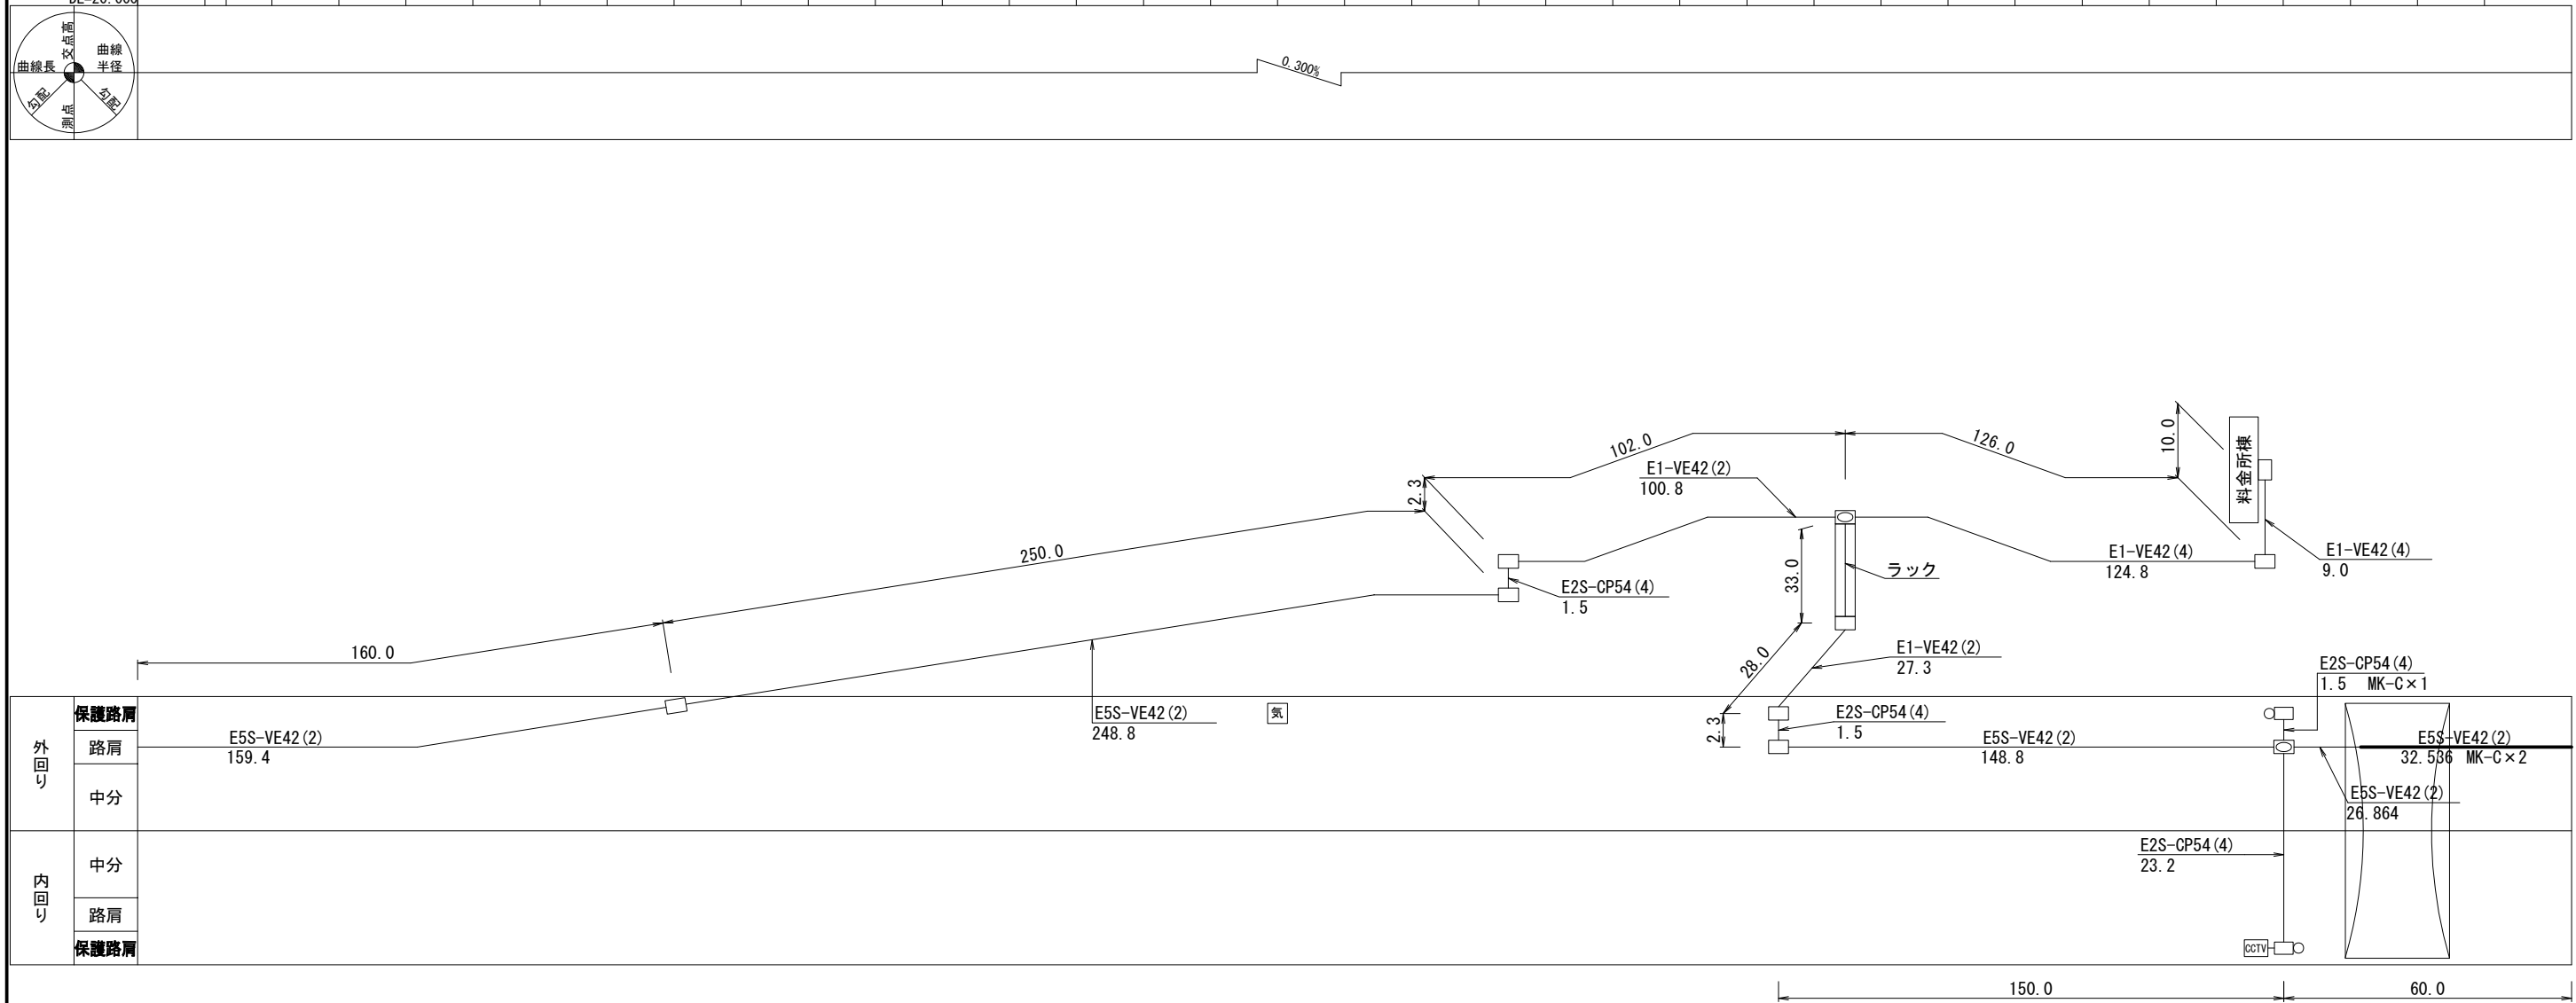 交点高
曲線
半径
曲線長
勾配
測点
勾配
0.300%
102.0
126.0
10.0
料金所棟
E1-VE42(2)
100.8
2.3
250.0
E1-VE42(4)
124.8
E1-VE42(4)
9.0
33.0
ラック
E2S-CP54(4)
1.5
160.0
28.0
E1-VE42(2)
27.3
E2S-CP54(4)
1.5 MK-C×1
外回り
保護路肩
路肩
中分
E5S-VE42(2)
159.4
E5S-VE42(2)
248.8
気
2.3
E2S-CP54(4)
1.5
E5S-VE42(2)
148.8
E5S-VE42(2)
32.536 MK-C×2
E5S-VE42(2)
26.864
内回り
中分
路肩
保護路肩
E2S-CP54(4)
23.2
CCTV
150.0
60.0